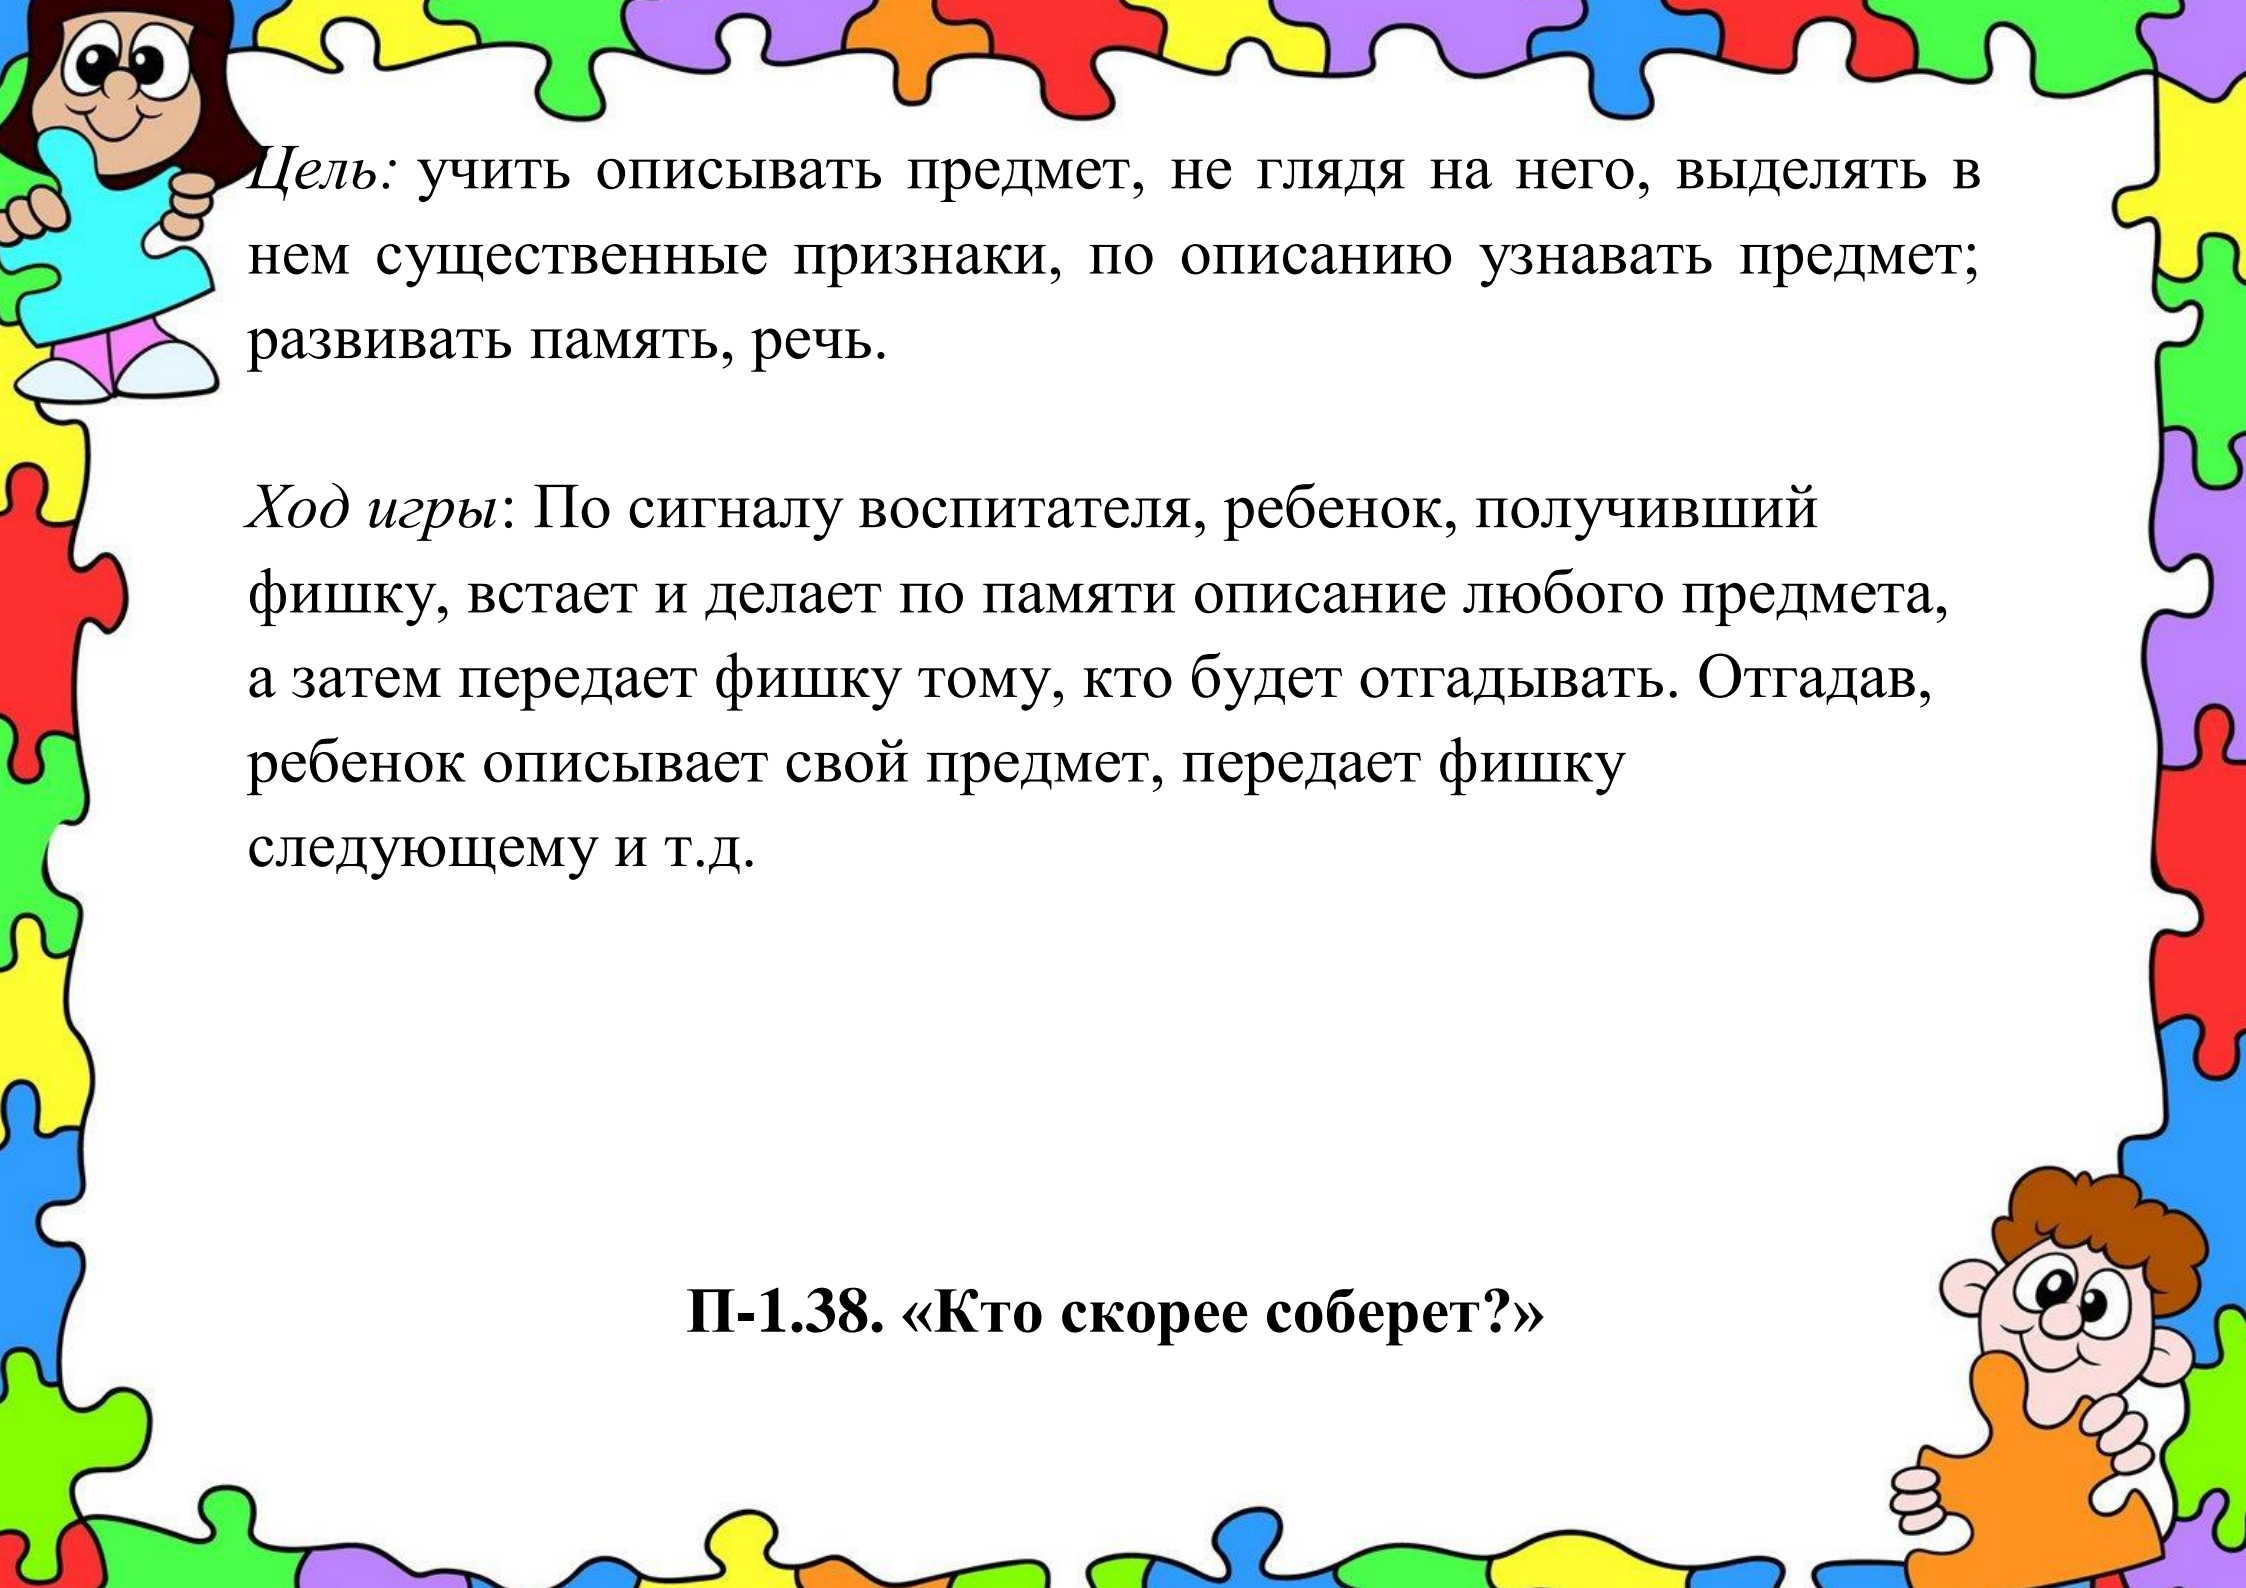 Цель: учить описывать предмет, не глядя на него, выделять в
нем существенные признаки, по описанию узнавать предмет;
развивать память, речь.
Ход игры: По сигналу воспитателя, ребенок, получивший
фишку, встает и делает по памяти описание любого предмета,
а затем передает фишку тому, кто будет отгадывать. Отгадав,
ребенок описывает свой предмет, передает фишку
следующему и т.д.
П-1.38. «Кто скорее соберет?»